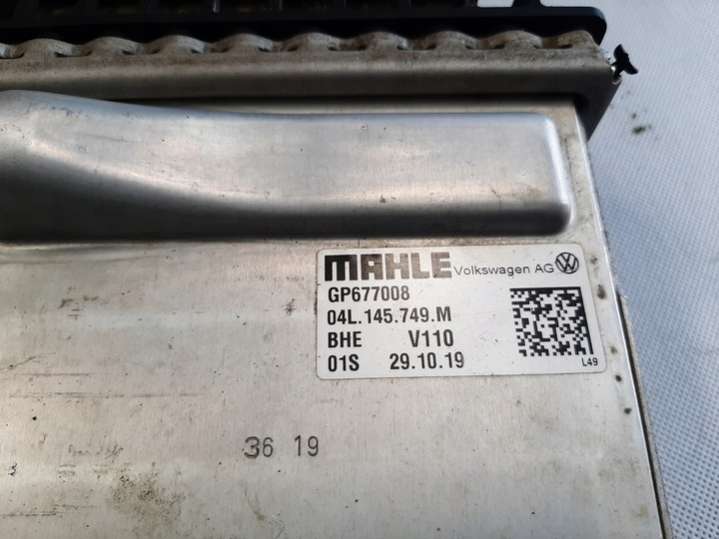 MAHLE Volkswagen AG
GP677008
04L.145.749.M
BHE V110
01S 29.10.19
L49
36 19